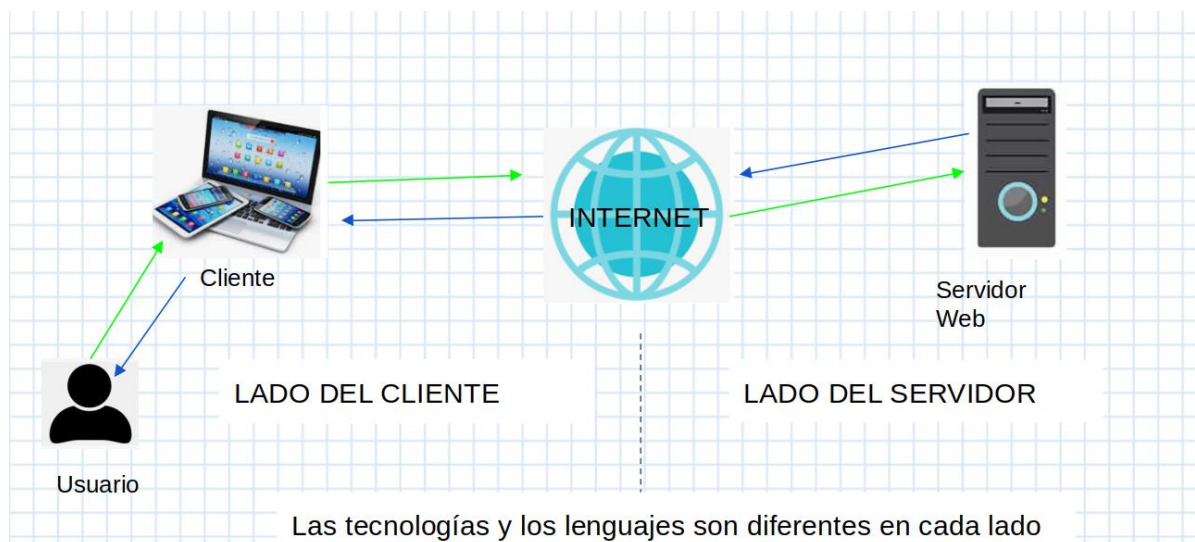 INTERNET
Cliente
Servidor
Web
LADO DEL CLIENTE
LADO DEL SERVIDOR
Usuario
Las tecnologías y los lenguajes son diferentes en cada lado